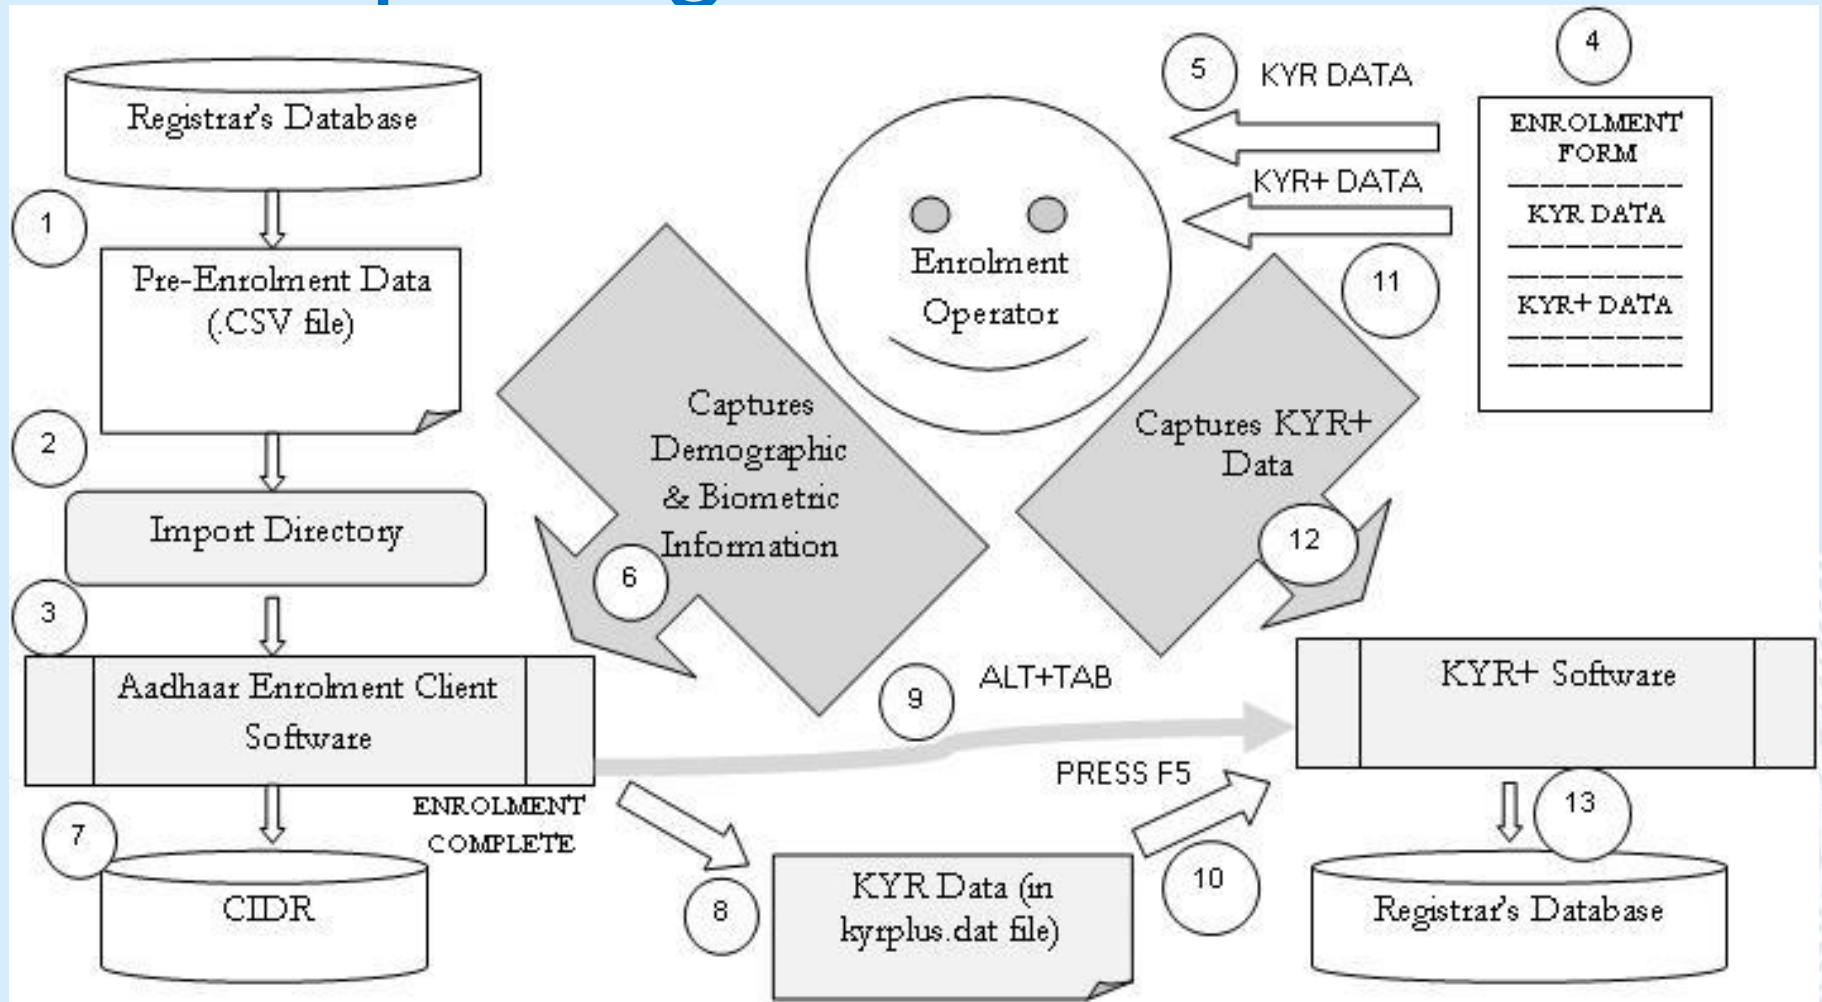 Registrar's Database
1
Pre-Enrolment Data
(.CSV file)
2
Import Directory
3
Aadhaar Enrolment Client
Software
7
CIDR
ENROLMENT
COMPLETE
Captures
Demographic
& Biometric
Information
6
Enrolment
Operator
5
KYR DATA
KYR+ DATA
4
ENROLMENT
FORM
KYR DATA
KYR+ DATA
11
Captures KYR+
Data
12
9
ALT+TAB
KYR+ Software
PRESS F5
8
KYR Data (in
kyrplus.dat file)
10
13
Registrar's Database